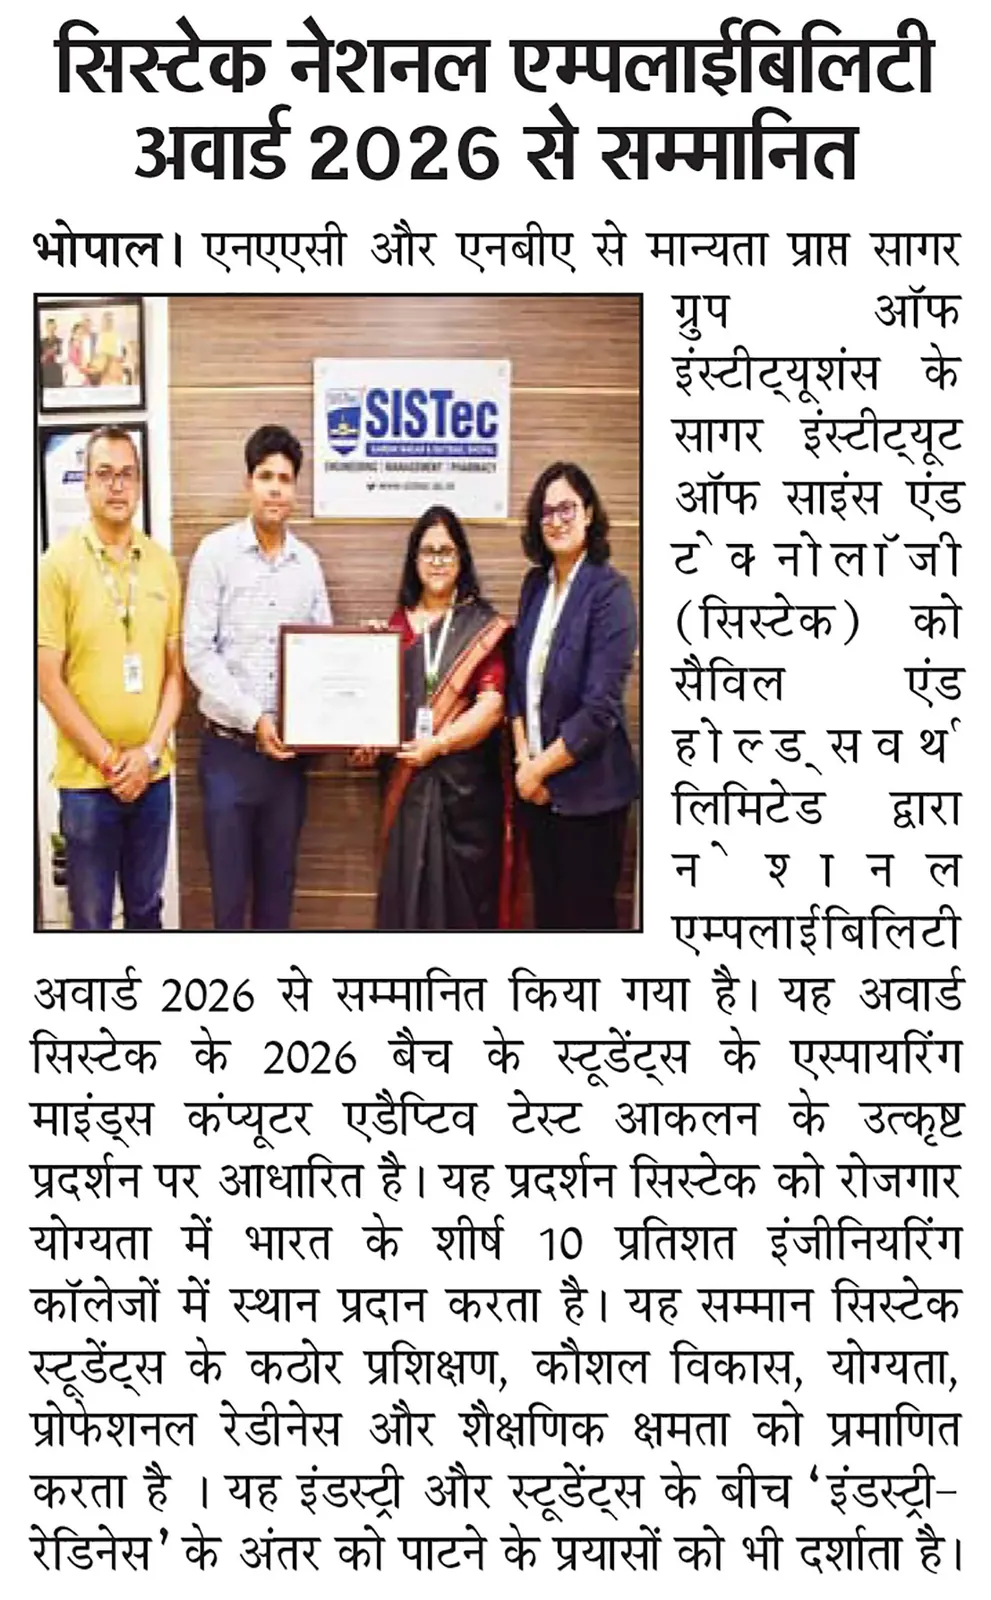 सिस्टेक नेशनल एम्पलाईबिलिटी
अवार्ड 2026 से सम्मानित
भोपाल। एनएएसी और एनबीए से मान्यता प्राप्त सागर
ग्रुप ऑफ
इंस्टीट्यूशंस के
सागर इंस्टीट्यूट
ऑफ साइंस एंड
टेक्नोलॉजी
(सिस्टेक) को
सैविल एंड
होल्ड्सवर्थ
लिमिटेड द्वारा
नेशनल
एम्पलाईबिलिटी
अवार्ड 2026 से सम्मानित किया गया है। यह अवार्ड
सिस्टेक के 2026 बैच के स्टूडेंट्स के एस्पायरिंग
माइंड्स कंप्यूटर एडैप्टिव टेस्ट आकलन के उत्कृष्ट
प्रदर्शन पर आधारित है। यह प्रदर्शन सिस्टेक को रोजगार
योग्यता में भारत के शीर्ष 10 प्रतिशत इंजीनियरिंग
कॉलेजों में स्थान प्रदान करता है। यह सम्मान सिस्टेक
स्टूडेंट्स के कठोर प्रशिक्षण, कौशल विकास, योग्यता,
प्रोफेशनल रेडीनेस और शैक्षणिक क्षमता को प्रमाणित
करता है । यह इंडस्ट्री और स्टूडेंट्स के बीच ‘इंडस्ट्री-
रेडिनेस’ के अंतर को पाटने के प्रयासों को भी दर्शाता है।
SISTec
ENGINEERING | MANAGEMENT | PHARMACY